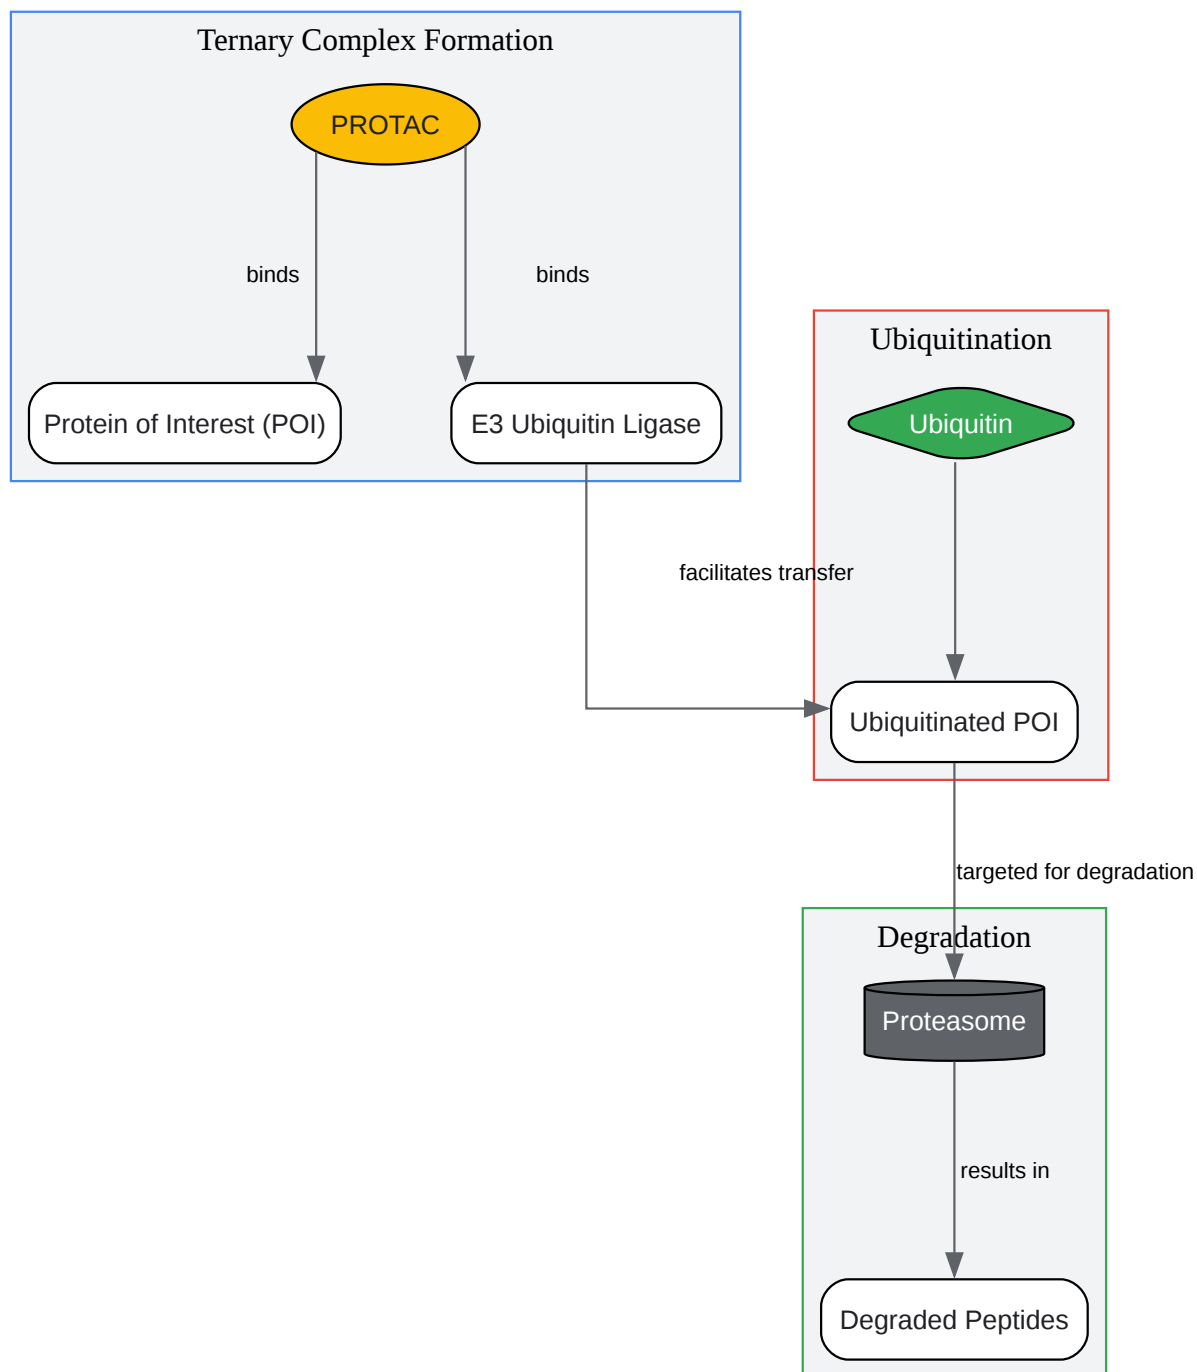 Ternary Complex Formation
PROTAC
binds
binds
Protein of Interest (POI)
E3 Ubiquitin Ligase
Ubiquitination
Ubiquitin
facilitates transfer
Ubiquitinated POI
targeted for degradation
Degradation
Proteasome
results in
Degraded Peptides